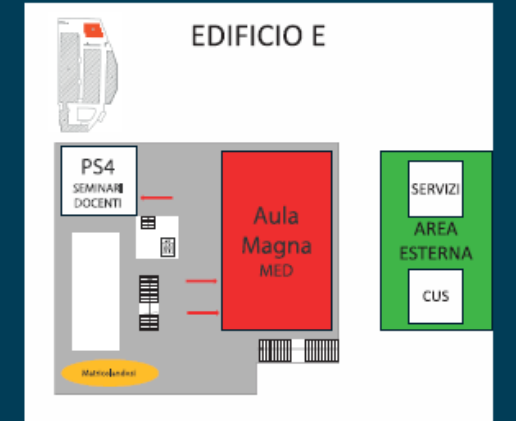 EDIFICIO E
PS4
SEMINARI
DOCENTI
Aula
Magna
MED
SERVIZI
AREA
ESTERNA
CUS